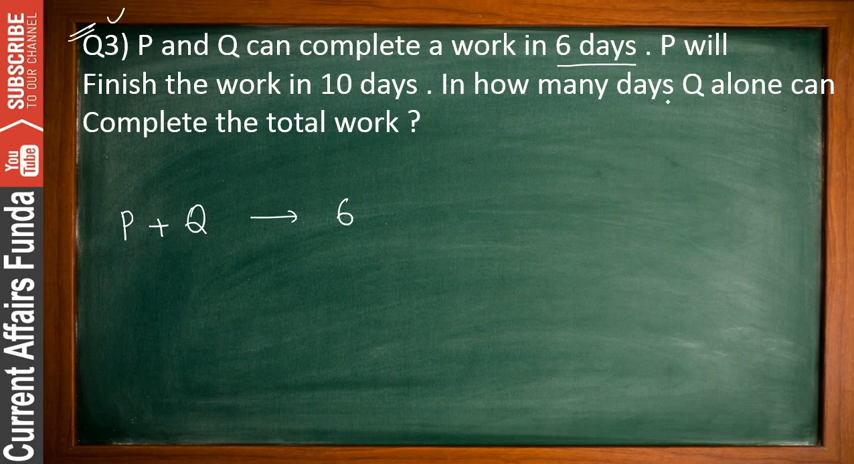 Q3) P and Q can complete a work in 6 days . P will
Finish the work in 10 days . In how many days Q alone can
Complete the total work ?
P + Q → 6
SUBSCRIBE
TO OUR CHANNEL
You
Tube
Current Affairs Funda